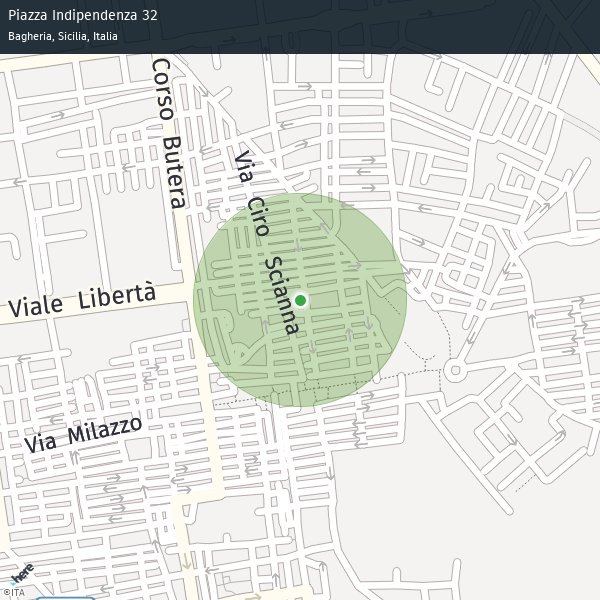 Piazza Indipendenza 32
Bagheria, Sicilia, Italia
Corso Butera
Via Ciro Scianna
Viale Libertà
Via Milazzo
here
©ITA